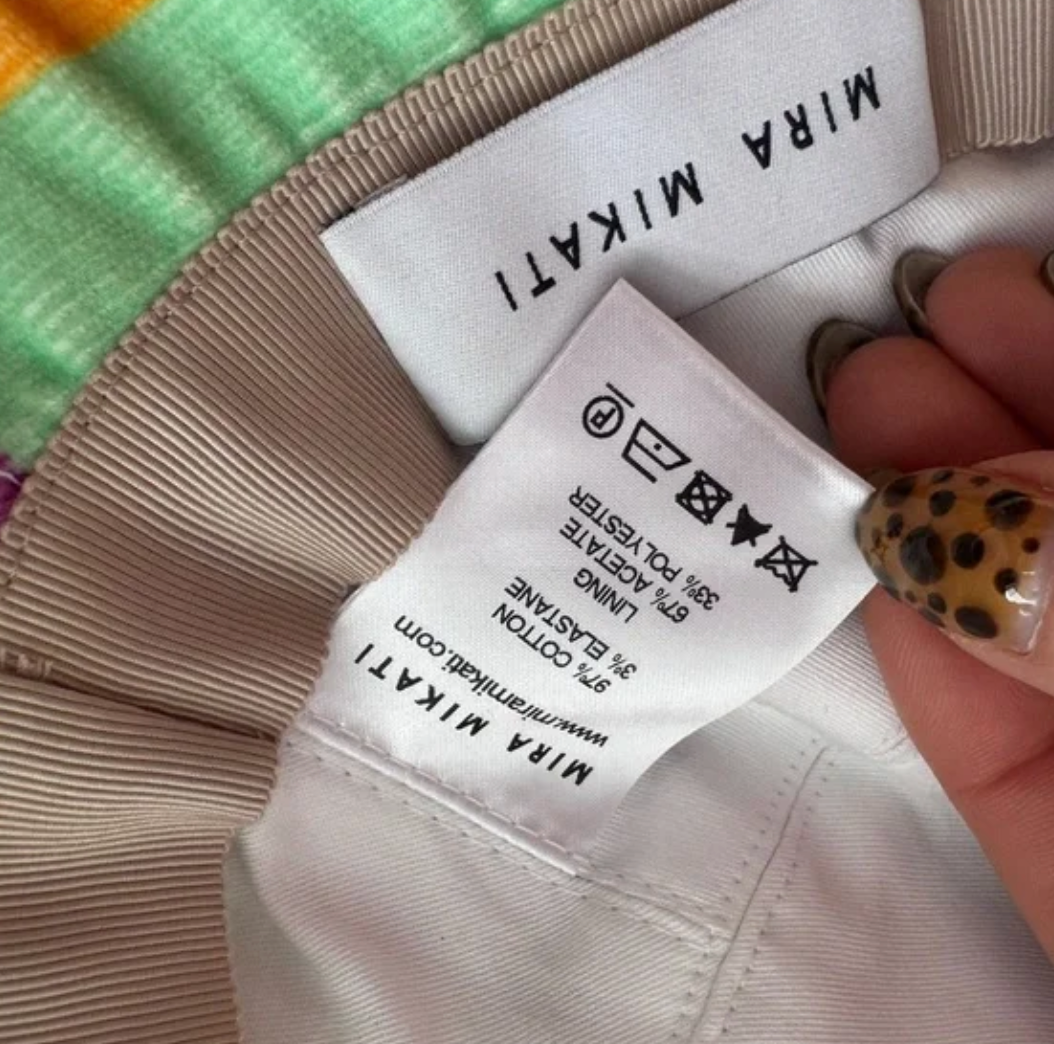 MIRA MIKATI
MIRA MIKATI
www.miramikati.com
97% COTTON
3% ELASTANE
LINING
67% ACETATE
33% POLYESTER
P